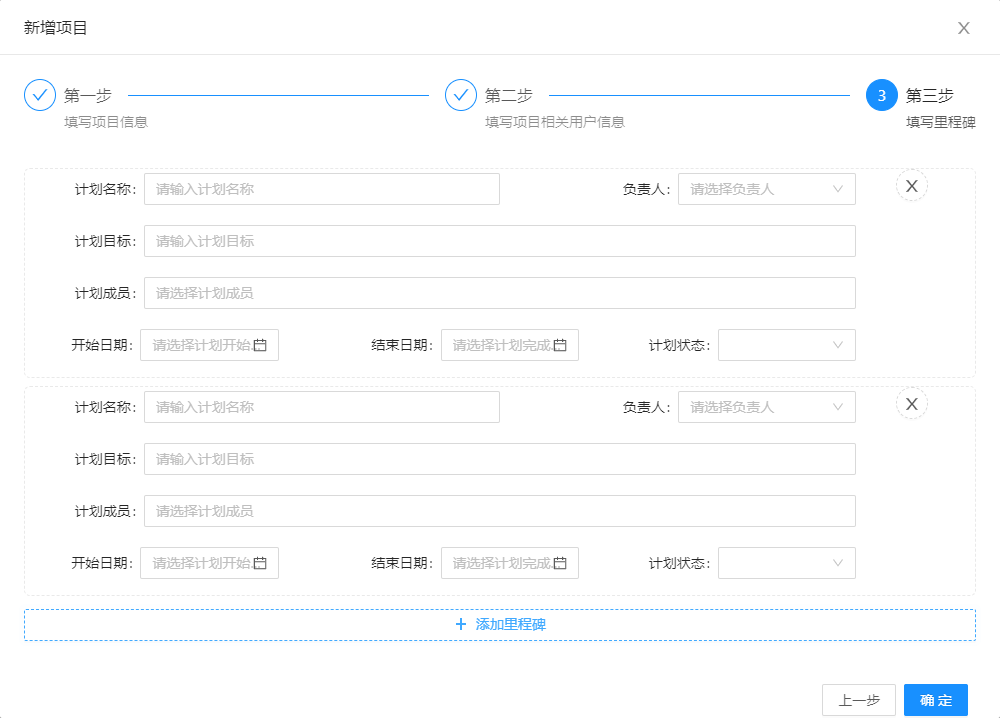 新增项目 X
第一步 第二步 3 第三步
填写项目信息 填写项目相关用户信息 填写里程碑
计划名称: 请输入计划名称 负责人: 请选择负责人 X
计划目标: 请输入计划目标
计划成员: 请选择计划成员
开始日期: 请选择计划开始 结束日期: 请选择计划完成 计划状态:
计划名称: 请输入计划名称 负责人: 请选择负责人 X
计划目标: 请输入计划目标
计划成员: 请选择计划成员
开始日期: 请选择计划开始 结束日期: 请选择计划完成 计划状态:
+ 添加里程碑
上一步 确 定